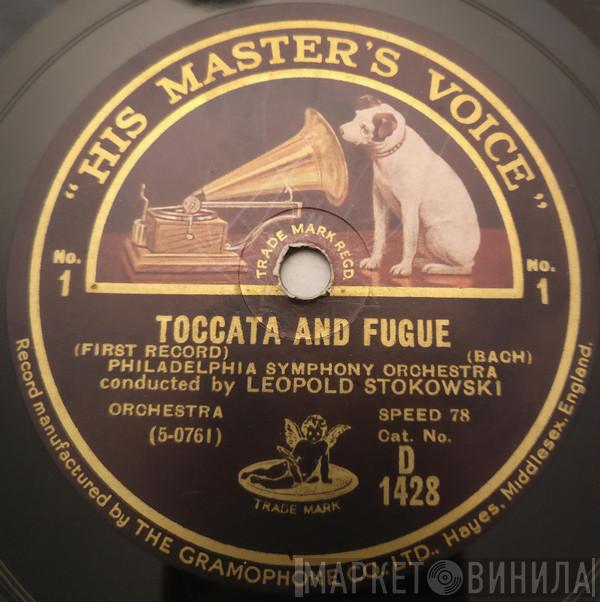 "HIS MASTER'S VOICE"
TRADE MARK REGD
No. 1
No. 1
TOCCATA AND FUGUE
(FIRST RECORD) (BACH)
PHILADELPHIA SYMPHONY ORCHESTRA
conducted by LEOPOLD STOKOWSKI
ORCHESTRA SPEED 78
(5-0761) Cat. No.
D
1428
TRADE MARK
Record manufactured by THE GRAMOPHONE CO., LTD., Hayes, Middlesex, England.
МАРКЕТ ВИНИЛА